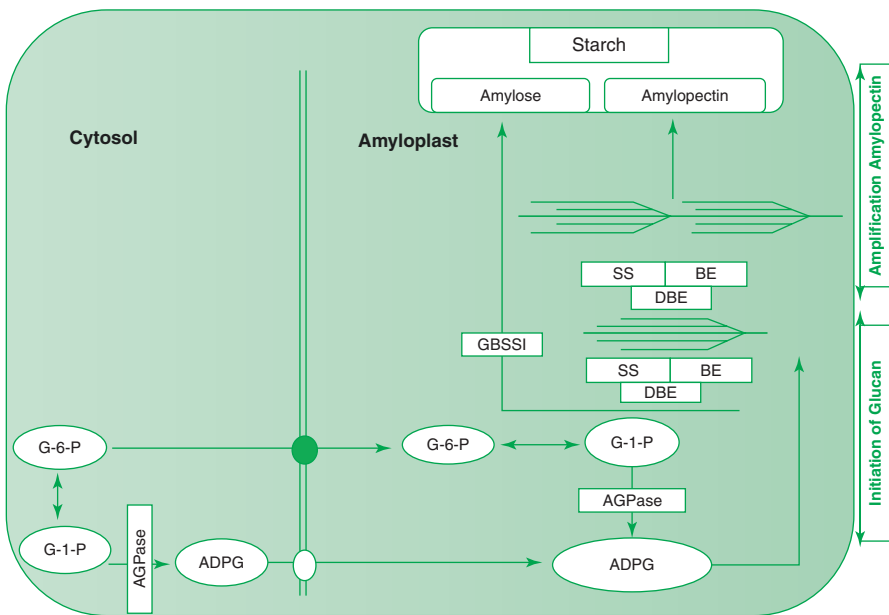 Starch
Amylose
Amylopectin
Cytosol
Amyloplast
SS
BE
DBE
GBSSI
SS
BE
DBE
G-6-P
G-6-P
G-1-P
AGPase
G-1-P
AGPase
ADPG
ADPG
Amplification Amylopectin
Initiation of Glucan